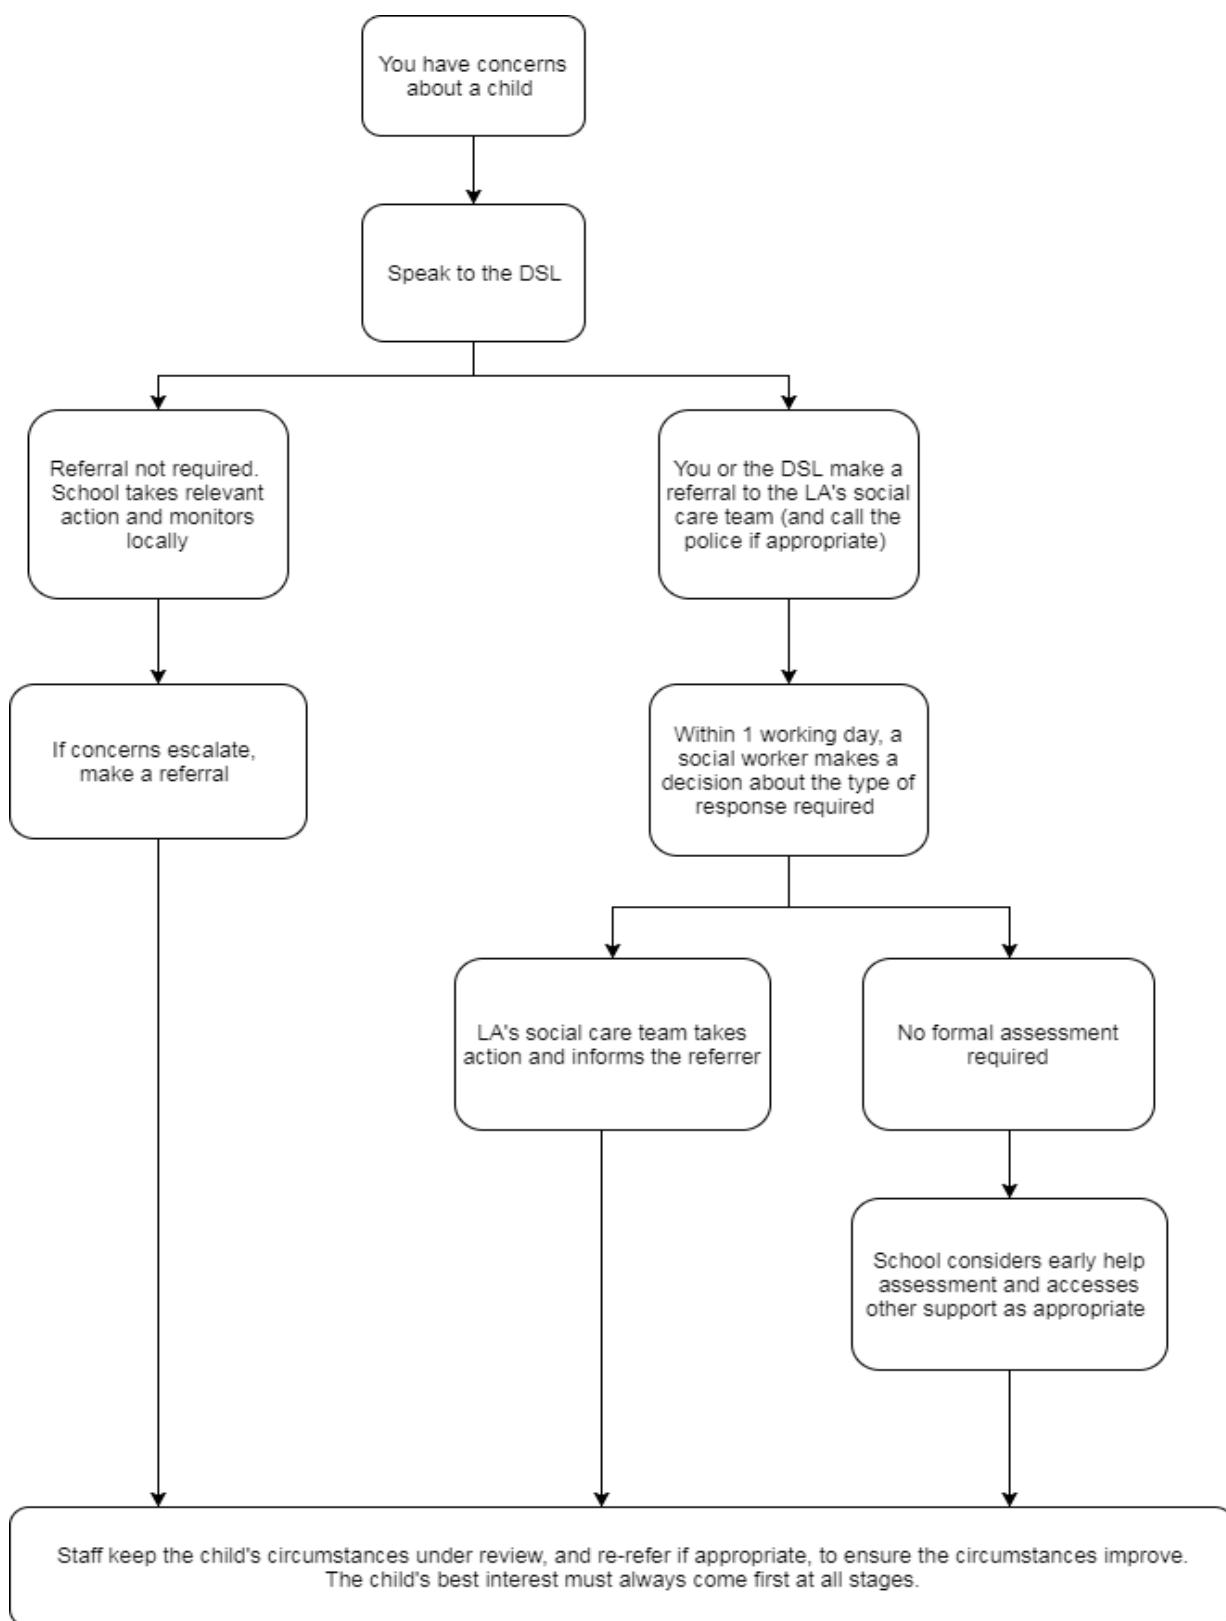 You have concerns
about a child
Speak to the DSL
Referral not required.
School takes relevant
action and monitors
locally
You or the DSL make a
referral to the LA's social
care team (and call the
police if appropriate)
If concerns escalate,
make a referral
Within 1 working day, a
social worker makes a
decision about the type of
response required
LA's social care team takes
action and informs the referrer
No formal assessment
required
School considers early help
assessment and accesses
other support as appropriate
Staff keep the child's circumstances under review, and re-refer if appropriate, to ensure the circumstances improve.
The child's best interest must always come first at all stages.